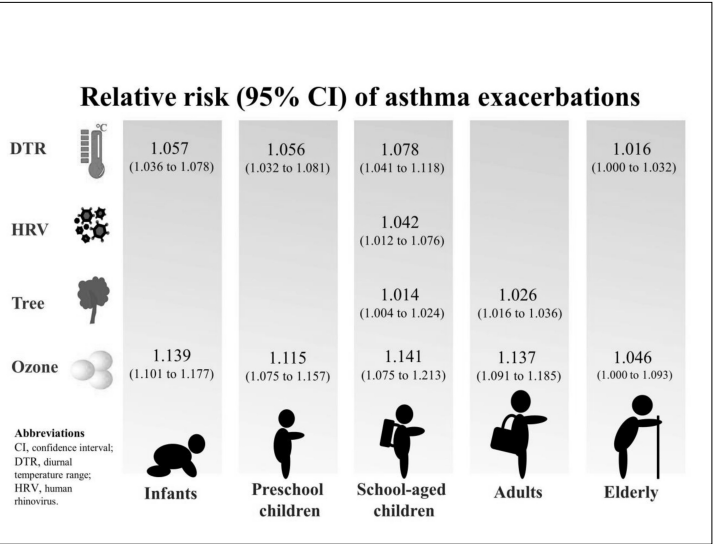 Relative risk (95% CI) of asthma exacerbations
°C
DTR
1.057
(1.036 to 1.078)
1.056
(1.032 to 1.081)
1.078
(1.041 to 1.118)
1.016
(1.000 to 1.032)
HRV
1.042
(1.012 to 1.076)
Tree
1.014
(1.004 to 1.024)
1.026
(1.016 to 1.036)
Ozone
1.139
(1.101 to 1.177)
1.115
(1.075 to 1.157)
1.141
(1.075 to 1.213)
1.137
(1.091 to 1.185)
1.046
(1.000 to 1.093)
Abbreviations
CI, confidence interval;
DTR, diurnal
temperature range;
HRV, human
rhinovirus.
Infants
Preschool
children
School-aged
children
Adults
Elderly